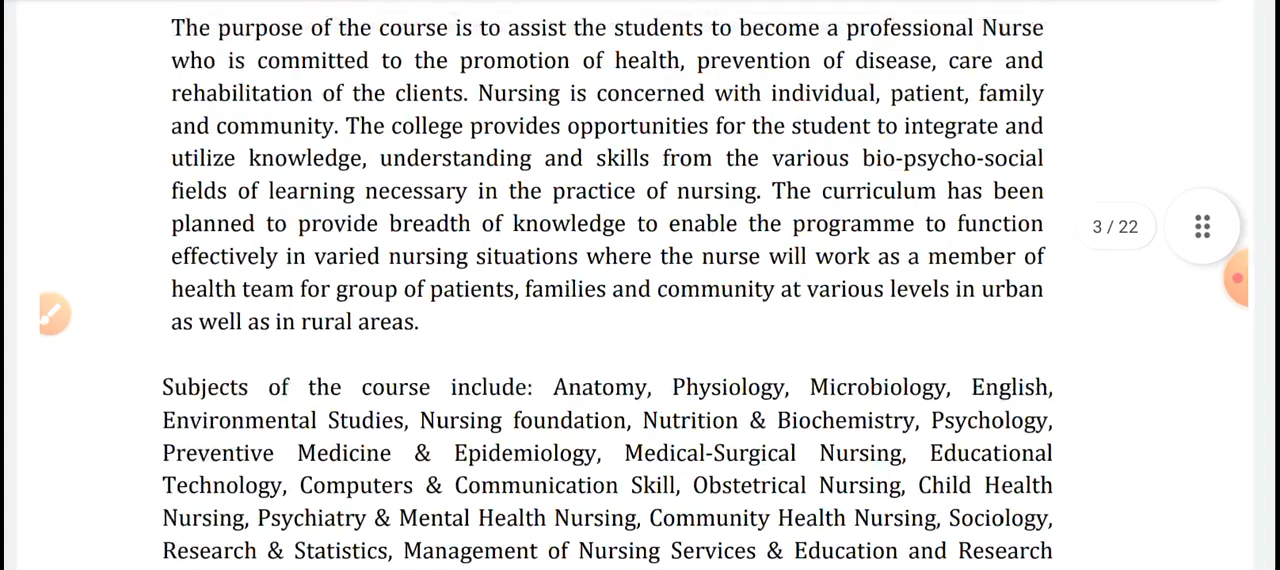 The purpose of the course is to assist the students to become a professional Nurse
who is committed to the promotion of health, prevention of disease, care and
rehabilitation of the clients. Nursing is concerned with individual, patient, family
and community. The college provides opportunities for the student to integrate and
utilize knowledge, understanding and skills from the various bio-psycho-social
fields of learning necessary in the practice of nursing. The curriculum has been
planned to provide breadth of knowledge to enable the programme to function
effectively in varied nursing situations where the nurse will work as a member of
health team for group of patients, families and community at various levels in urban
as well as in rural areas.
3 / 22
Subjects of the course include: Anatomy, Physiology, Microbiology, English,
Environmental Studies, Nursing foundation, Nutrition & Biochemistry, Psychology,
Preventive Medicine & Epidemiology, Medical-Surgical Nursing, Educational
Technology, Computers & Communication Skill, Obstetrical Nursing, Child Health
Nursing, Psychiatry & Mental Health Nursing, Community Health Nursing, Sociology,
Research & Statistics, Management of Nursing Services & Education and Research